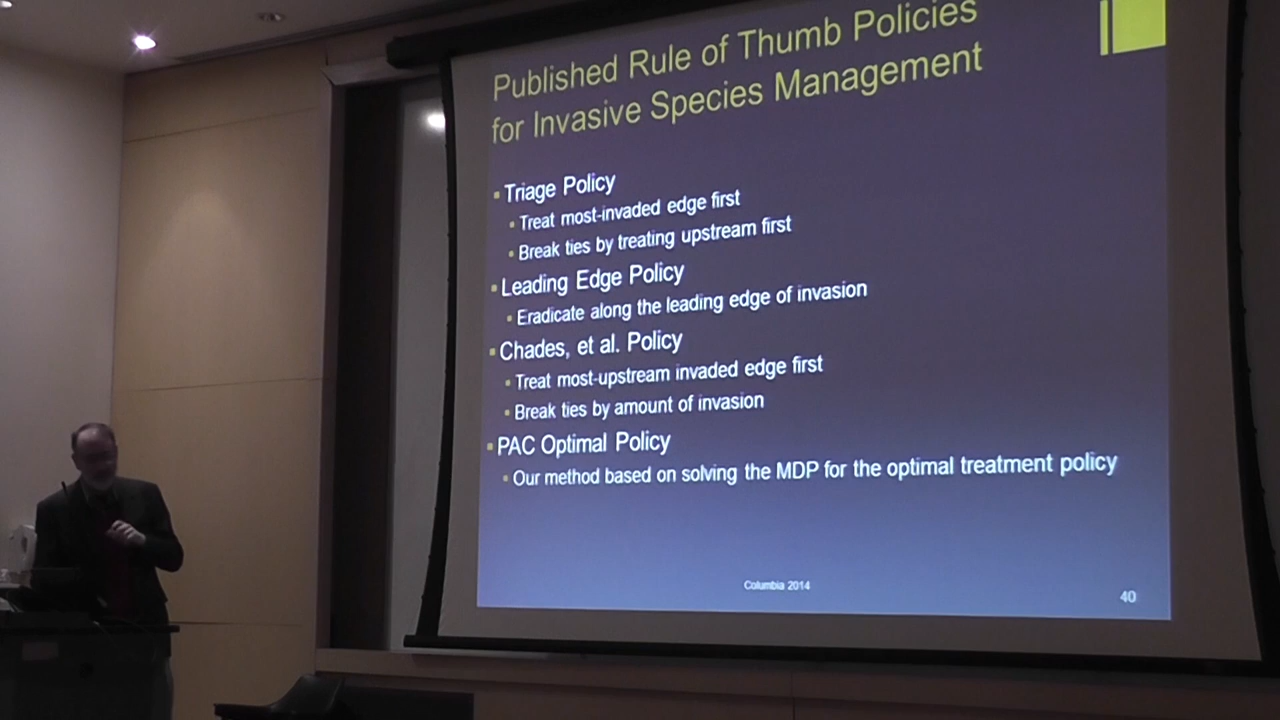 Published Rule of Thumb Policies
for Invasive Species Management
Triage Policy
Treat most-invaded edge first
Break ties by treating upstream first
Leading Edge Policy
Eradicate along the leading edge of invasion
Chades, et al. Policy
Treat most-upstream invaded edge first
Break ties by amount of invasion
PAC Optimal Policy
Our method based on solving the MDP for the optimal treatment policy
Columbia 2014
40